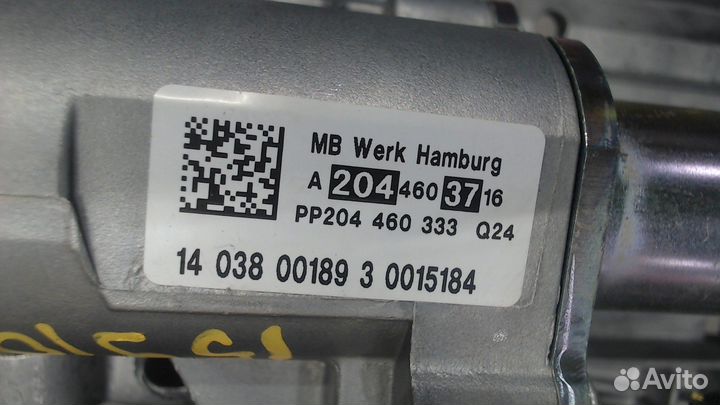 MB Werk Hamburg
A 204 460 37 16
PP204 460 333 Q24
14 038 00189 3 0015184
Avito